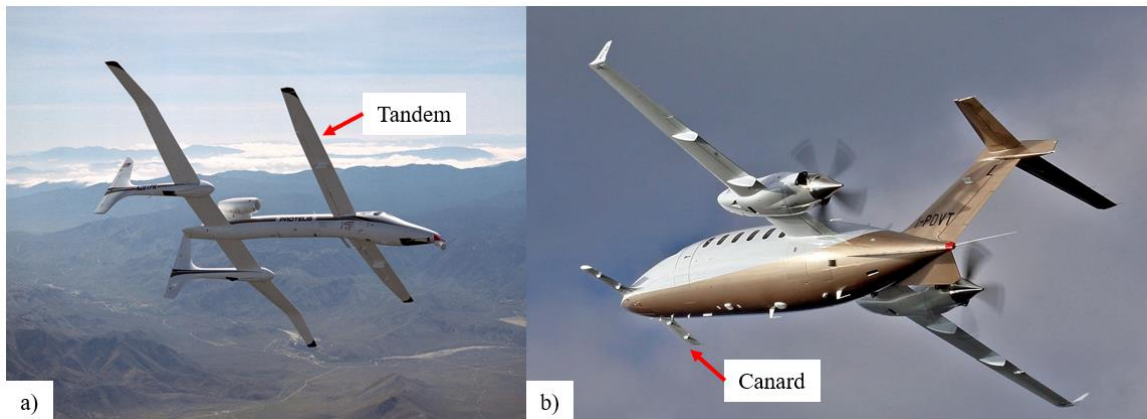 Tandem
PROTEUS
I-PDVT
Canard
a)
b)